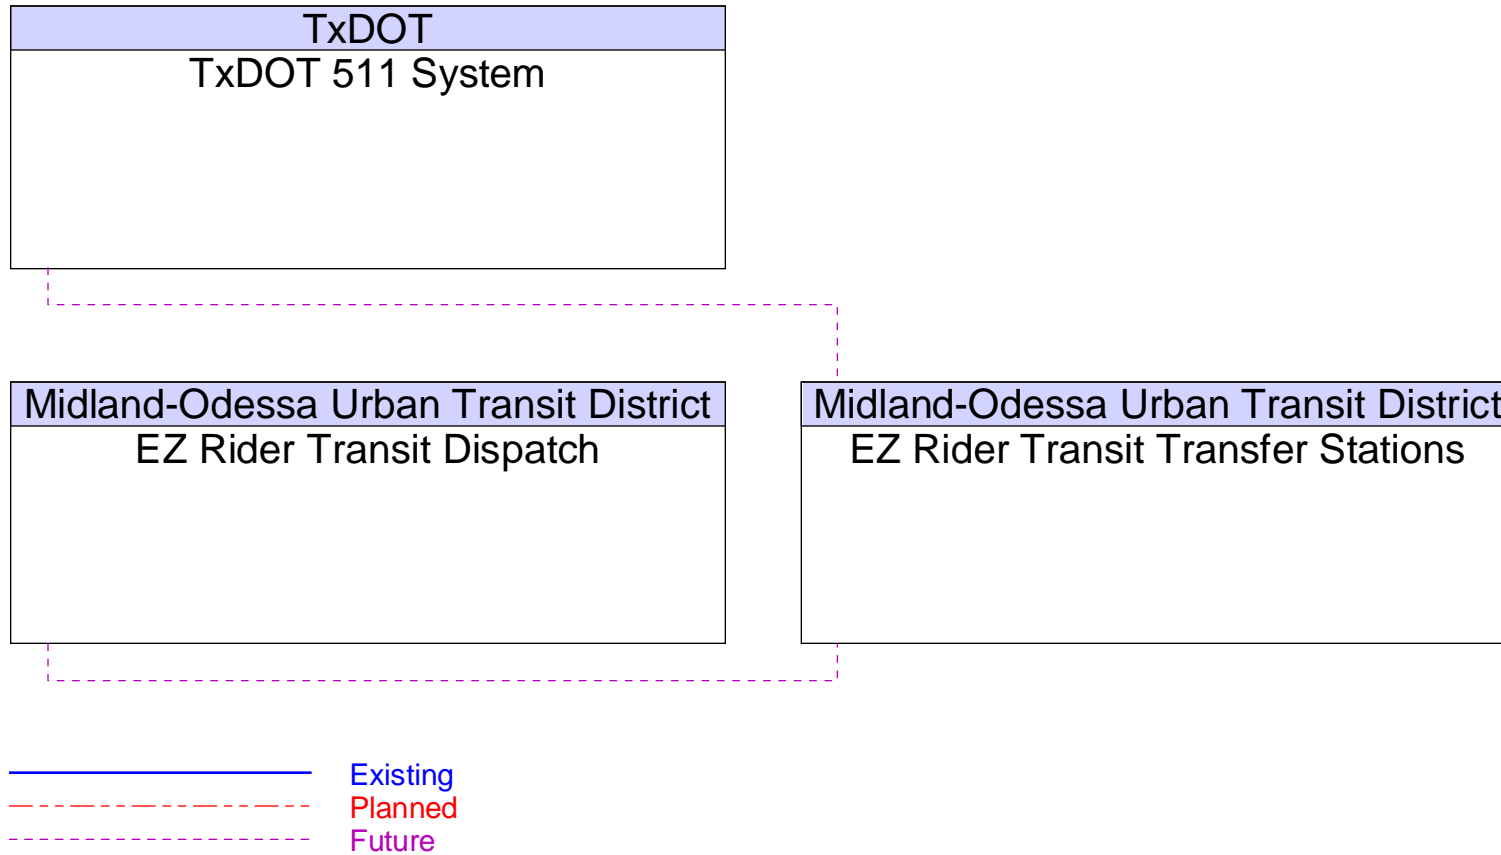 TxDOT
TxDOT 511 System
Midland-Odessa Urban Transit District
EZ Rider Transit Dispatch
Midland-Odessa Urban Transit District
EZ Rider Transit Transfer Stations
Existing
Planned
Future